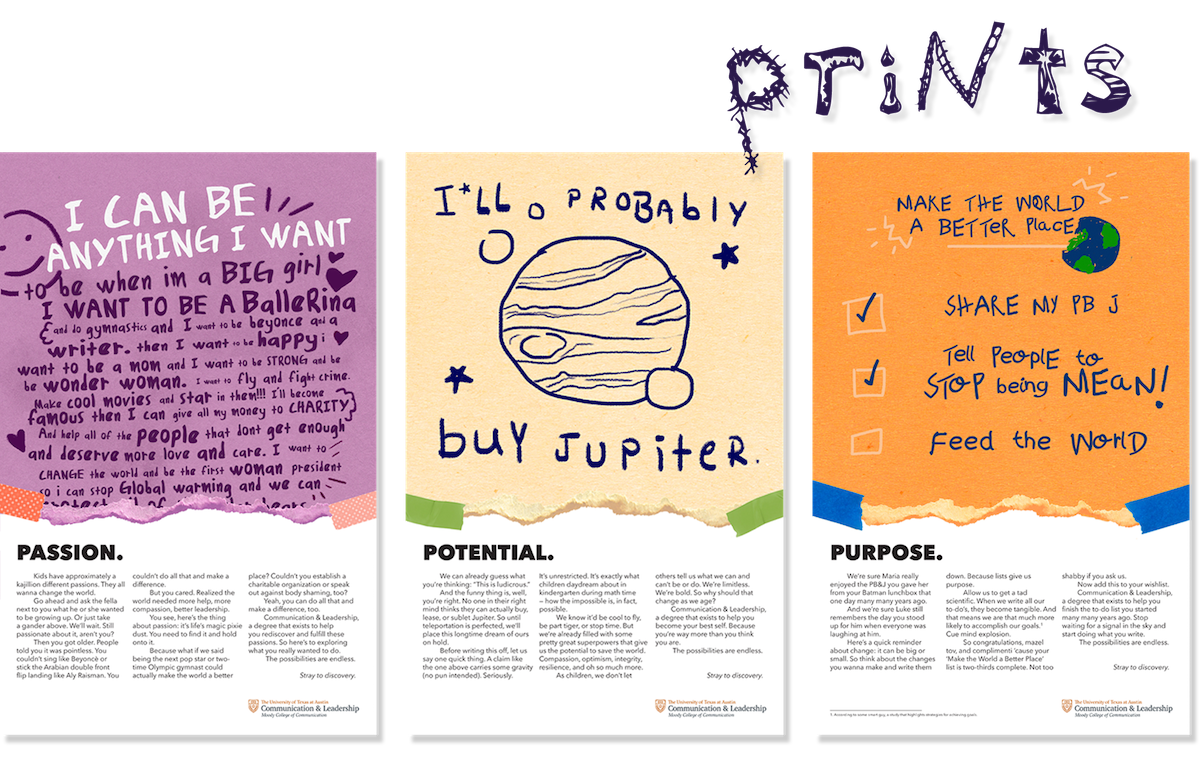 prints
I CAN BE
ANYTHING I WANT
to be when im a BIG girl
I WANT TO BE A BalleRina
and do gymnastics and I want to be beyonce and a
writer. then I want to be happy!
want to be a mom and I want to be STRONG and be
be wonder woman. I want to fly and fight crime.
Make cool movies and star in them!!! I'll become
famous then I can give all my money to CHARITY
And help all of the people that dont get enough
and deserve more love and care. I want to
CHANGE the world and be the first woman president
so i can stop Global warming and we can
PASSION.
Kids have approximately a
kajillion different passions. They all
wanna change the world.
Go ahead and ask the fella
next to you what he or she wanted
to be growing up. Or just take
a gander above. We'll wait. Still
passionate about it, aren't you?
Then you got older. People
told you it was pointless. You
couldn't sing like Beyoncè or
stick the Arabian double front
flip landing like Aly Raisman. You
couldn't do all that and make a
difference.
But you cared. Realized the
world needed more help, more
compassion, better leadership.
You see, here's the thing
about passion: it's life's magic pixie
dust. You need to find it and hold
onto it.
Because what if we said
being the next pop star or two-
time Olympic gymnast could
actually make the world a better
place? Couldn't you establish a
charitable organization or speak
out against body shaming, too?
Yeah, you can do all that and
make a difference, too.
Communication & Leadership,
a degree that exists to help
you rediscover and fulfill these
passions. So here's to exploring
what you really wanted to do.
The possibilities are endless.
Stray to discovery.
The University of Texas at Austin
Communication & Leadership
Moody College of Communication
I'LL PROBABLY
buy JUPiteR.
POTENTIAL.
We can already guess what
you're thinking: "This is ludicrous."
And the funny thing is, well,
you're right. No one in their right
mind thinks they can actually buy,
lease, or sublet Jupiter. So until
teleportation is perfected, we'll
place this longtime dream of ours
on hold.
Before writing this off, let us
say one quick thing. A claim like
the one above carries some gravity
(no pun intended). Seriously.
It's unrestricted. It's exactly what
children daydream about in
kindergarten during math time
– how the impossible is, in fact,
possible.
We know it'd be cool to fly,
be part tiger, or stop time. But
we're already filled with some
pretty great superpowers that give
us the potential to save the world.
Compassion, optimism, integrity,
resilience, and oh so much more.
As children, we don't let
others tell us what we can and
can't be or do. We're limitless.
We're bold. So why should that
change as we age?
Communication & Leadership,
a degree that exists to help you
become your best self. Because
you're way more than you think
you are.
The possibilities are endless.
Stray to discovery.
The University of Texas at Austin
Communication & Leadership
Moody College of Communication
MAKE THE WORLD
A BETTER PlacE
SHARE MY PB J
Tell PEOPLE to
STOP being MEAN!
Feed the WoRlD
PURPOSE.
We're sure Maria really
enjoyed the PB&J you gave her
from your Batman lunchbox that
one day many many years ago.
And we're sure Luke still
remembers the day you stood
up for him when everyone was
laughing at him.
Here's a quick reminder
about change: it can be big or
small. So think about the changes
you wanna make and write them
down. Because lists give us
purpose.
Allow us to get a tad
scientific. When we write all our
to-do's, they become tangible. And
that means we are that much more
likely to accomplish our goals.¹
Cue mind explosion.
So congratulations, mazel
tov, and complimenti 'cause your
'Make the World a Better Place'
list is two-thirds complete. Not too
shabby if you ask us.
Now add this to your wishlist.
Communication & Leadership,
a degree that exists to help you
finish the to-do list you started
many many years ago. Stop
waiting for a signal in the sky and
start doing what you write.
The possibilities are endless.
Stray to discovery.
1. According to some smart guy, a study that highlights strategies for achieving goals.
The University of Texas at Austin
Communication & Leadership
Moody College of Communication